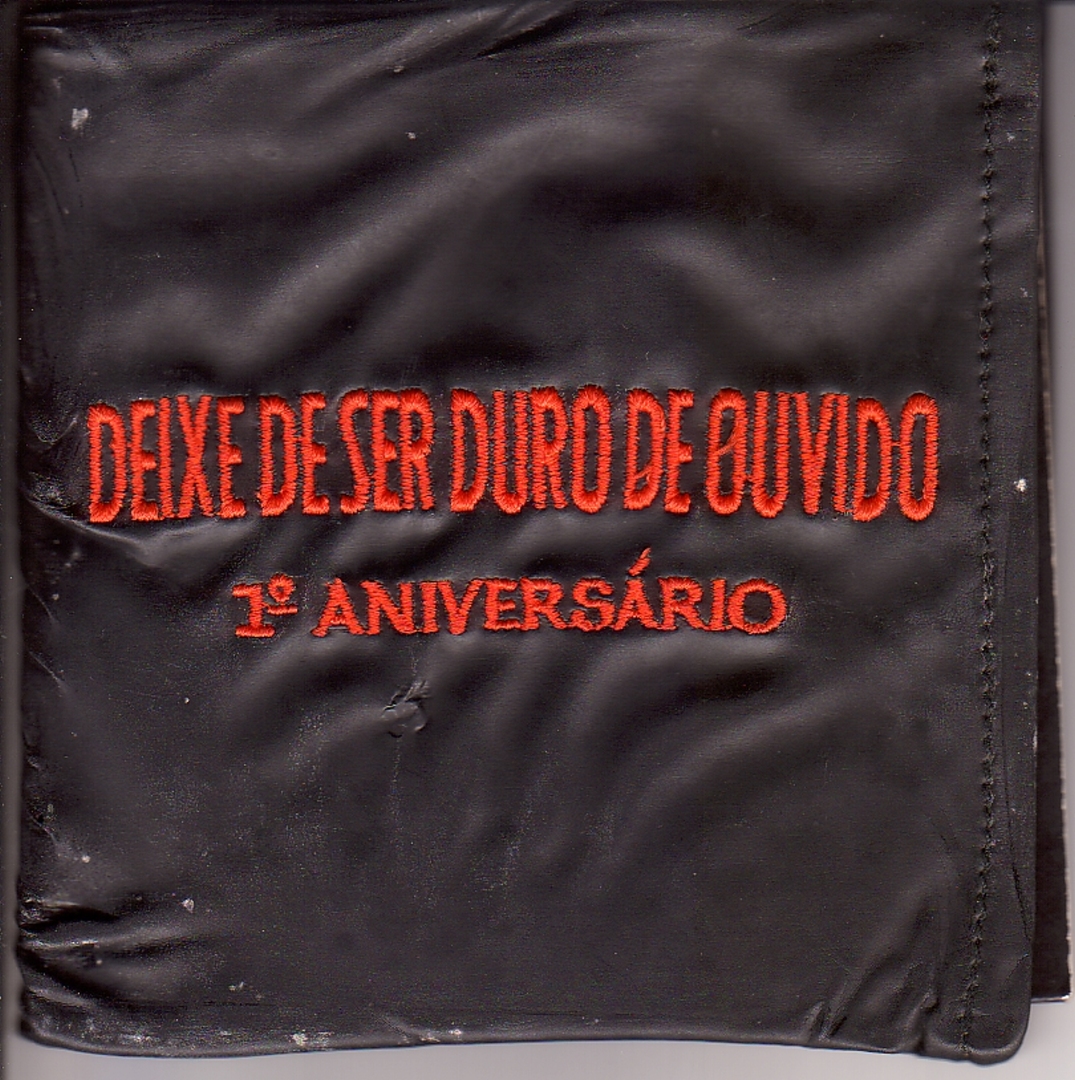 DEIXE DE SER DURO DE OUVIDO
1º ANIVERSÁRIO